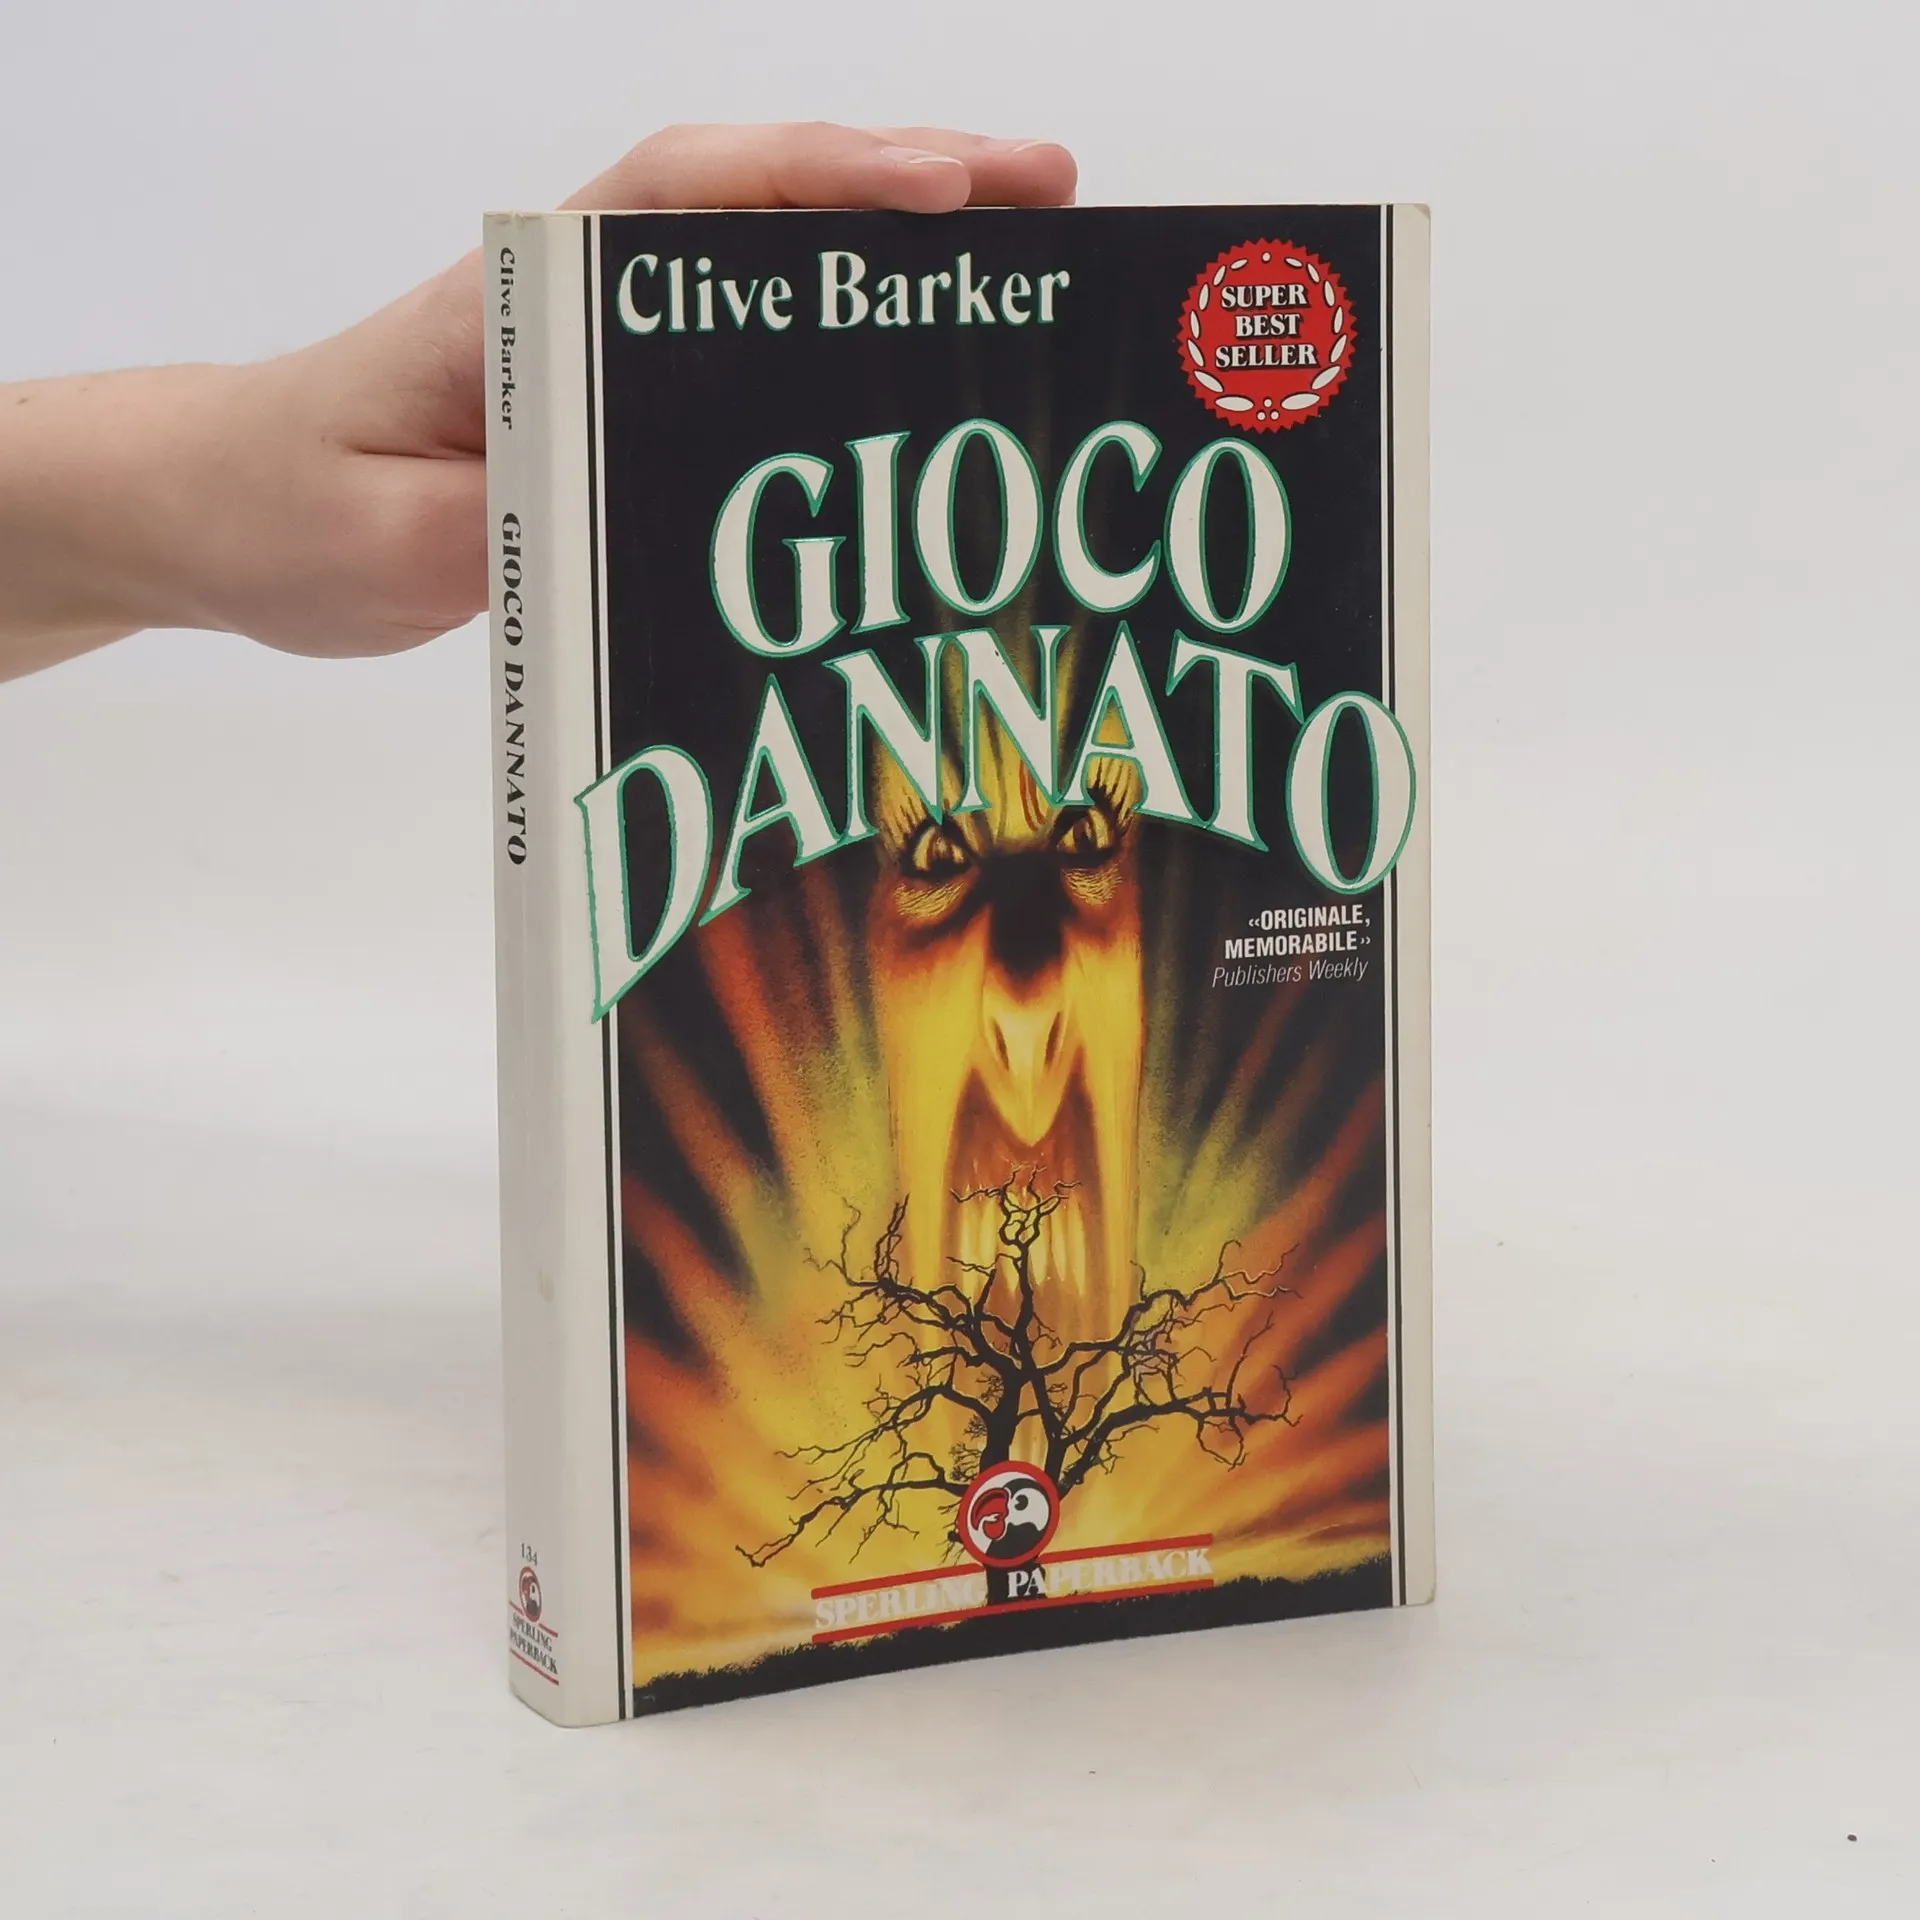 Clive Barker
SUPER
BEST
SELLER
GIOCO
DANNATO
«ORIGINALE,
MEMORABILE»
Publishers Weekly
SPERLING PAPERBACK
Clive Barker GIOCO DANNATO
134
SPERLING
PAPERBACK